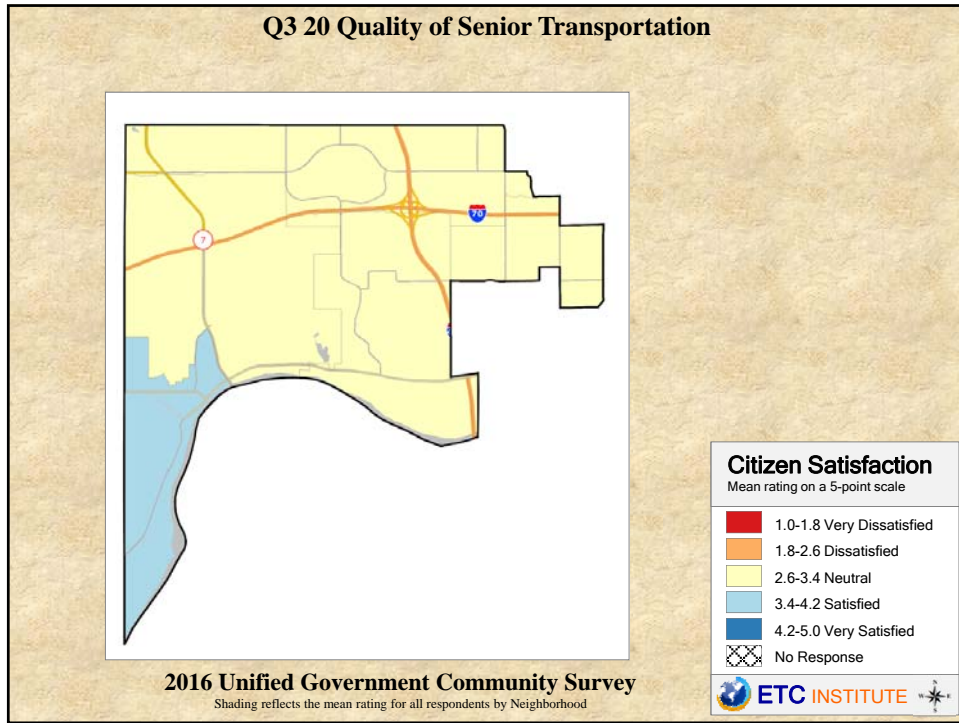 Q3 20 Quality of Senior Transportation
70
7
Citizen Satisfaction
Mean rating on a 5-point scale
1.0-1.8 Very Dissatisfied
1.8-2.6 Dissatisfied
2.6-3.4 Neutral
3.4-4.2 Satisfied
4.2-5.0 Very Satisfied
No Response
2016 Unified Government Community Survey
Shading reflects the mean rating for all respondents by Neighborhood
ETC INSTITUTE
N
W E
S